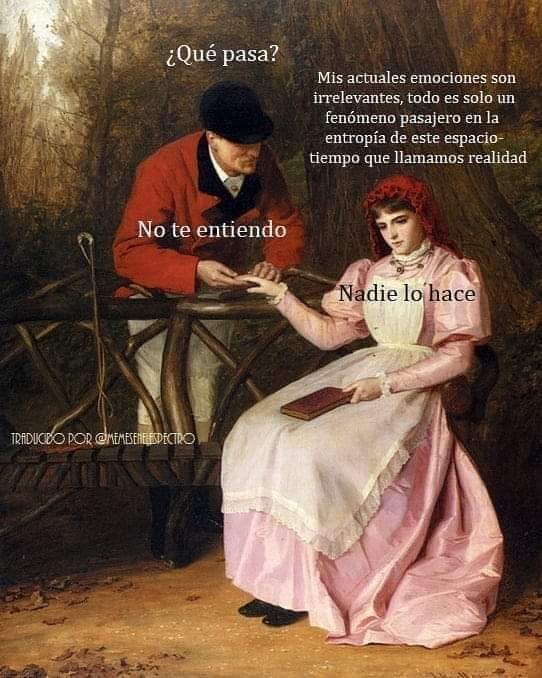 ¿Qué pasa?
Mis actuales emociones son
irrelevantes, todo es solo un
fenómeno pasajero en la
entropía de este espacio-
tiempo que llamamos realidad
No te entiendo
Nadie lo hace
TRADUCIDO POR @MEMESENELESPECTRO